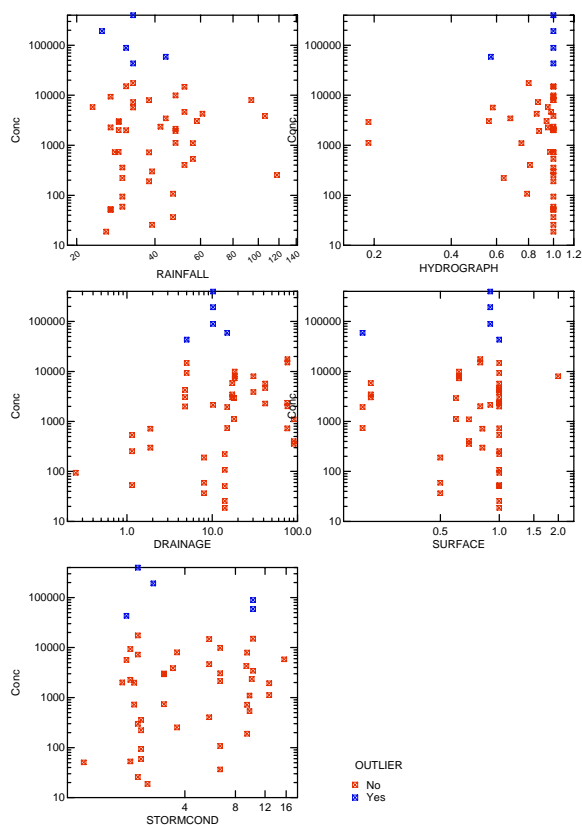 100000
10000
1000
100
10
Conc
20 40 60 80 100 120 140
RAINFALL
100000
10000
1000
100
10
Conc
0.2 0.4 0.6 0.8 1.0 1.2
HYDROGRAPH
100000
10000
1000
100
10
Conc
1.0 10.0 100.0
DRAINAGE
100000
10000
1000
100
10
Conc
0.5 1.0 1.5 2.0
SURFACE
100000
10000
1000
100
10
Conc
4 8 12 16
STORMCOND
OUTLIER
No
Yes